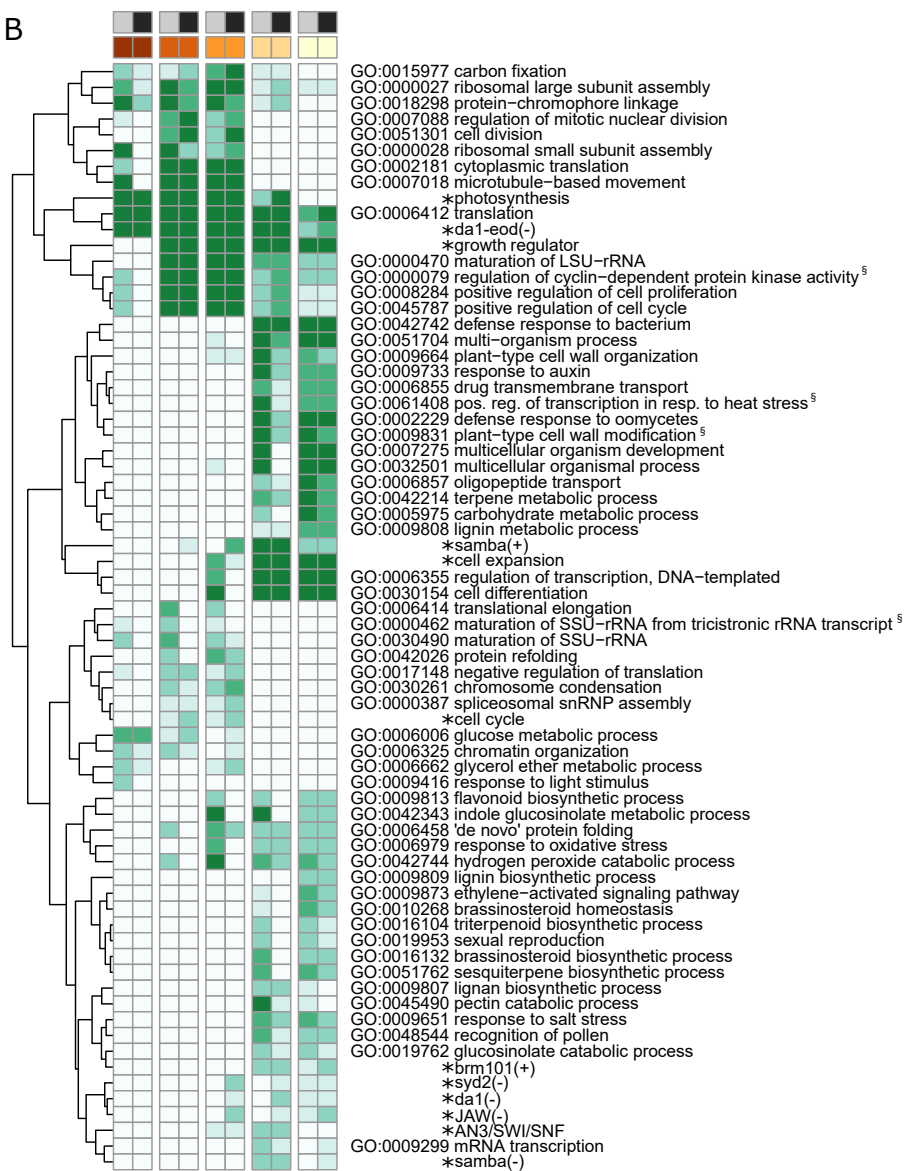 B
GO:0015977 carbon fixation
GO:0000027 ribosomal large subunit assembly
GO:0018298 protein−chromophore linkage
GO:0007088 regulation of mitotic nuclear division
GO:0051301 cell division
GO:0000028 ribosomal small subunit assembly
GO:0002181 cytoplasmic translation
GO:0007018 microtubule−based movement
∗photosynthesis
GO:0006412 translation
∗da1-eod(-)
∗growth regulator
GO:0000470 maturation of LSU−rRNA
GO:0000079 regulation of cyclin−dependent protein kinase activity §
GO:0008284 positive regulation of cell proliferation
GO:0045787 positive regulation of cell cycle
GO:0042742 defense response to bacterium
GO:0051704 multi−organism process
GO:0009664 plant−type cell wall organization
GO:0009733 response to auxin
GO:0006855 drug transmembrane transport
GO:0061408 pos. reg. of transcription in resp. to heat stress §
GO:0002229 defense response to oomycetes
GO:0009831 plant−type cell wall modification §
GO:0007275 multicellular organism development
GO:0032501 multicellular organismal process
GO:0006857 oligopeptide transport
GO:0042214 terpene metabolic process
GO:0005975 carbohydrate metabolic process
GO:0009808 lignin metabolic process
∗samba(+)
∗cell expansion
GO:0006355 regulation of transcription, DNA−templated
GO:0030154 cell differentiation
GO:0006414 translational elongation
GO:0000462 maturation of SSU−rRNA from tricistronic rRNA transcript §
GO:0030490 maturation of SSU−rRNA
GO:0042026 protein refolding
GO:0017148 negative regulation of translation
GO:0030261 chromosome condensation
GO:0000387 spliceosomal snRNP assembly
∗cell cycle
GO:0006006 glucose metabolic process
GO:0006325 chromatin organization
GO:0006662 glycerol ether metabolic process
GO:0009416 response to light stimulus
GO:0009813 flavonoid biosynthetic process
GO:0042343 indole glucosinolate metabolic process
GO:0006458 'de novo' protein folding
GO:0006979 response to oxidative stress
GO:0042744 hydrogen peroxide catabolic process
GO:0009809 lignin biosynthetic process
GO:0009873 ethylene−activated signaling pathway
GO:0010268 brassinosteroid homeostasis
GO:0016104 triterpenoid biosynthetic process
GO:0019953 sexual reproduction
GO:0016132 brassinosteroid biosynthetic process
GO:0051762 sesquiterpene biosynthetic process
GO:0009807 lignan biosynthetic process
GO:0045490 pectin catabolic process
GO:0009651 response to salt stress
GO:0048544 recognition of pollen
GO:0019762 glucosinolate catabolic process
∗brm101(+)
∗syd2(-)
∗da1(-)
∗JAW(-)
∗AN3/SWI/SNF
GO:0009299 mRNA transcription
∗samba(-)